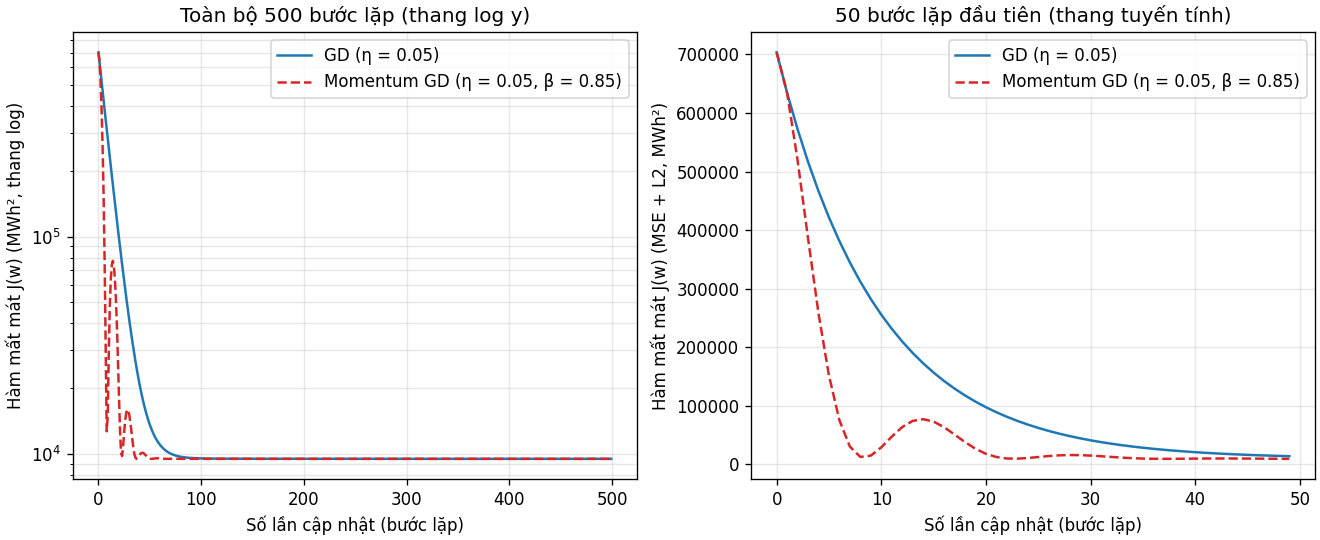 Toàn bộ 500 bước lặp (thang log y)
Hàm mất mát J(w) (MWh², thang log)
10⁵
10⁴
GD (η = 0.05)
Momentum GD (η = 0.05, β = 0.85)
0
100
200
300
400
500
Số lần cập nhật (bước lặp)
50 bước lặp đầu tiên (thang tuyến tính)
Hàm mất mát J(w) (MSE + L2, MWh²)
700000
600000
500000
400000
300000
200000
100000
0
GD (η = 0.05)
Momentum GD (η = 0.05, β = 0.85)
0
10
20
30
40
50
Số lần cập nhật (bước lặp)